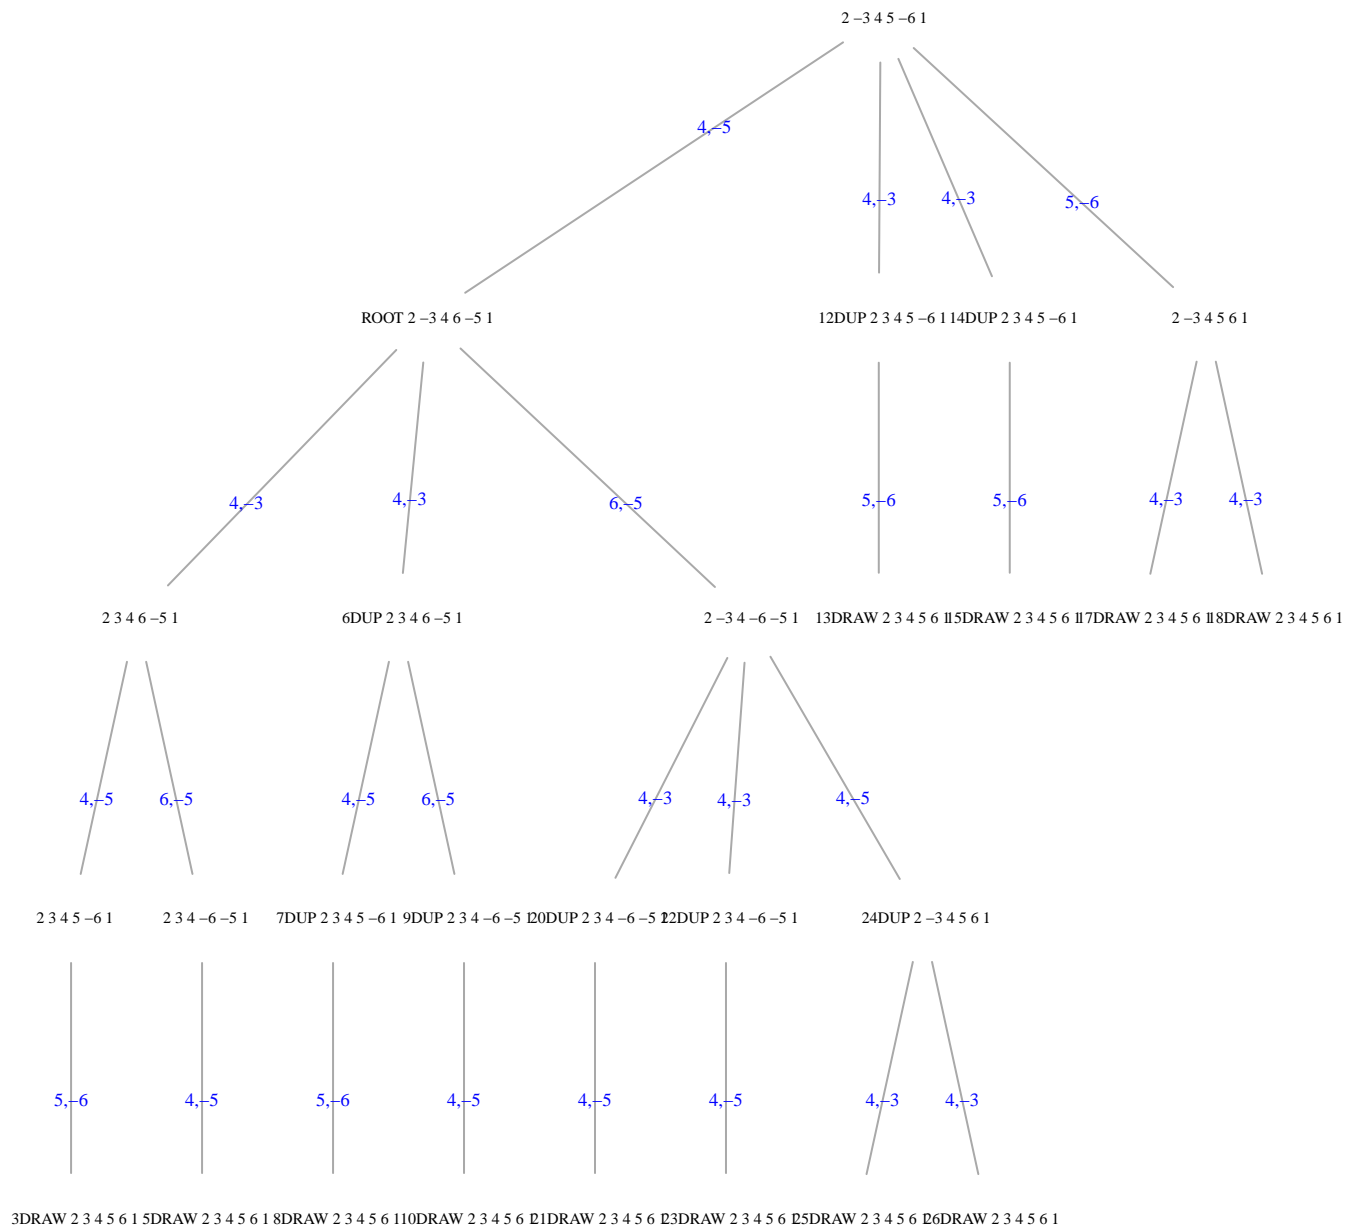 2 −3 4 5 −6 1
4,−5
4,−3 4,−3 5,−6
ROOT 2 −3 4 6 −5 1 12DUP 2 3 4 5 −6 1 14DUP 2 3 4 5 −6 1 2 −3 4 5 6 1
4,−3 4,−3 6,−5 5,−6 5,−6 4,−3 4,−3
2 3 4 6 −5 1 6DUP 2 3 4 6 −5 1 2 −3 4 −6 −5 1 13DRAW 2 3 4 5 6 1 15DRAW 2 3 4 5 6 1 17DRAW 2 3 4 5 6 1 18DRAW 2 3 4 5 6 1
4,−5 6,−5 4,−5 6,−5 4,−3 4,−3 4,−5
2 3 4 5 −6 1 2 3 4 −6 −5 1 7DUP 2 3 4 5 −6 1 9DUP 2 3 4 −6 −5 1 20DUP 2 3 4 −6 −5 1 22DUP 2 3 4 −6 −5 1 24DUP 2 −3 4 5 6 1
5,−6 4,−5 5,−6 4,−5 4,−5 4,−5 4,−3 4,−3
3DRAW 2 3 4 5 6 1 5DRAW 2 3 4 5 6 1 8DRAW 2 3 4 5 6 1 10DRAW 2 3 4 5 6 1 21DRAW 2 3 4 5 6 1 23DRAW 2 3 4 5 6 1 25DRAW 2 3 4 5 6 1 26DRAW 2 3 4 5 6 1